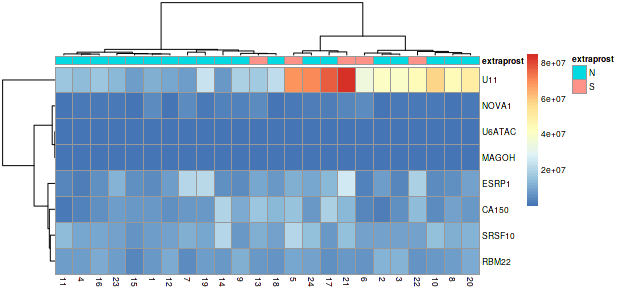 extraprost
extraprost
8e+07
6e+07
4e+07
2e+07
N
S
U11
NOVA1
U6ATAC
MAGOH
ESRP1
CA150
SRSF10
RBM22
11 4 16 23 15 1 12 7 19 14 9 13 18 5 24 17 21 6 2 3 22 10 8 20